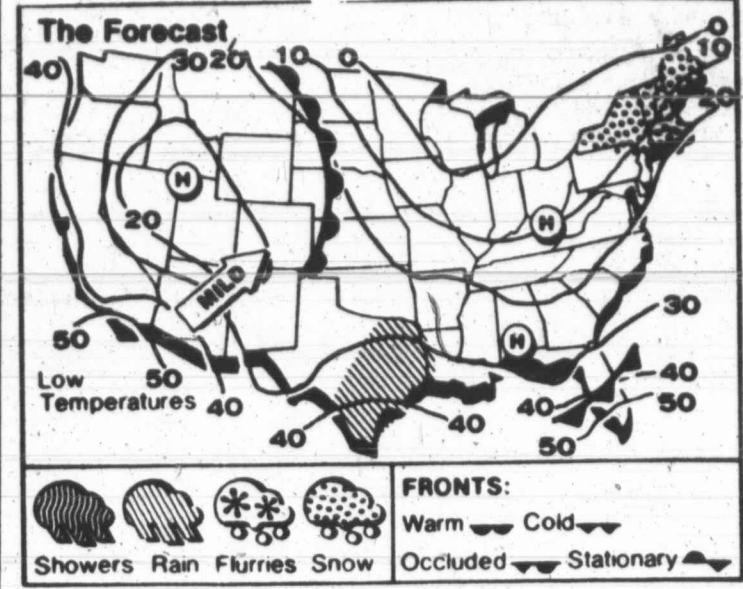 The Forecast
40
30 20 10 0
0
10
20
H
20
MILD
H
H
50
50
40
30
40
40
50
50
40
40
Low
Temperatures
Showers Rain Flurries Snow
FRONTS:
Warm Cold
Occluded Stationary